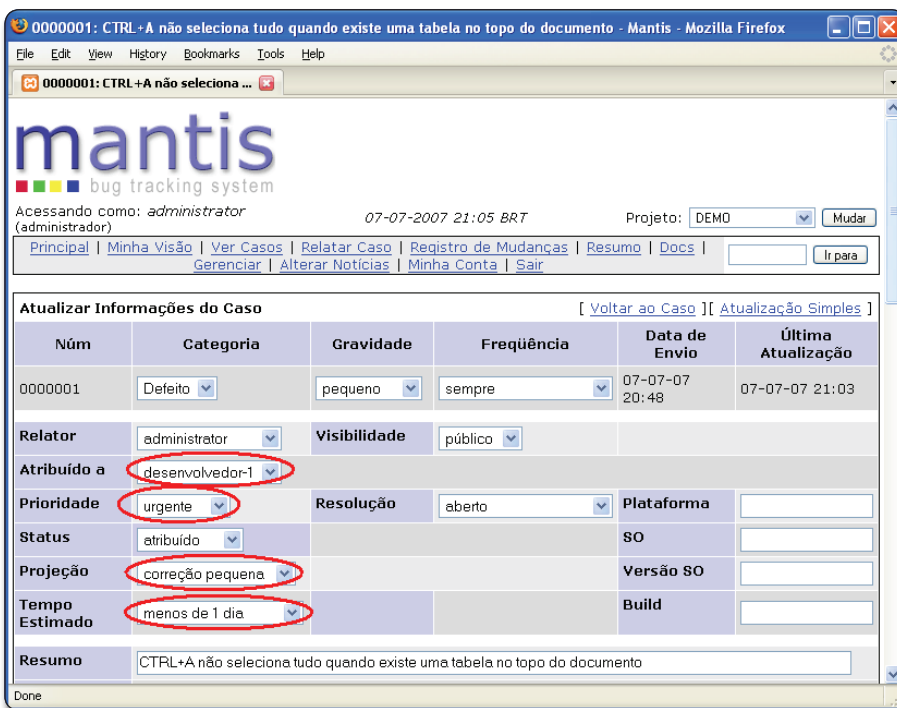 0000001: CTRL+A não seleciona tudo quando existe uma tabela no topo do documento - Mantis - Mozilla Firefox
File Edit View History Bookmarks Tools Help
0000001: CTRL+A não seleciona ...
mantis
bug tracking system
Acessando como: administrator (administrador) 07-07-2007 21:05 BRT Projeto: DEMO Mudar
Principal | Minha Visão | Ver Casos | Relatar Caso | Registro de Mudanças | Resumo | Docs |
Gerenciar | Alterar Notícias | Minha Conta | Sair Ir para
Atualizar Informações do Caso [ Voltar ao Caso ][ Atualização Simples ]
Núm Categoria Gravidade Freqüência Data de Envio Última Atualização
0000001 Defeito pequeno sempre 07-07-07 20:48 07-07-07 21:03
Relator administrator Visibilidade público
Atribuído a desenvolvedor-1
Prioridade urgente Resolução aberto Plataforma
Status atribuído SO
Projeção correção pequena Versão SO
Tempo Estimado menos de 1 dia Build
Resumo CTRL+A não seleciona tudo quando existe uma tabela no topo do documento
Done